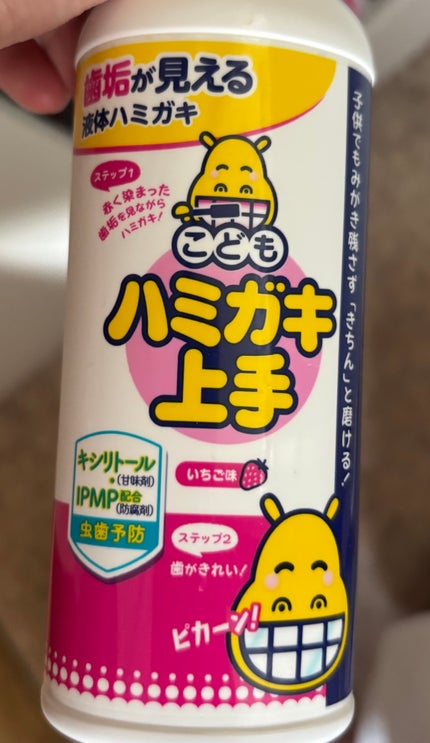 歯垢が見える
液体ハミガキ
ステップ1
赤く染まった
歯垢を見ながら
ハミガキ!
こども
ハミガキ
上手
子供でもみがき残さず「きちん」と磨ける!
キシリトール
・(甘味剤)
IPMP配合
(防腐剤)
虫歯予防
いちご味
ステップ2
歯がきれい!
ピカーン!